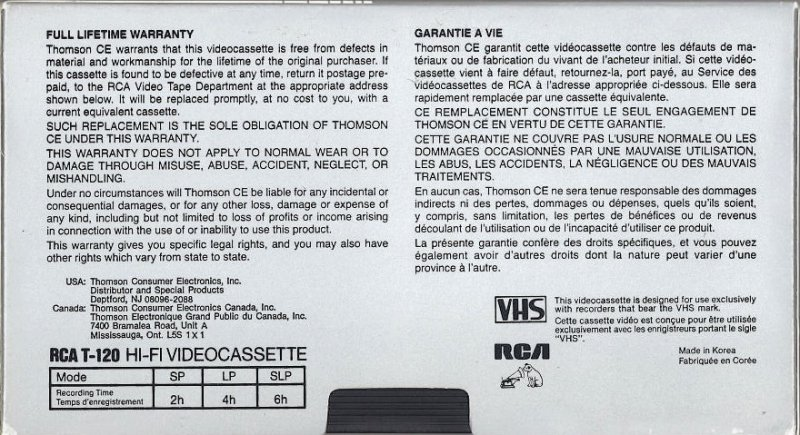 FULL LIFETIME WARRANTY
Thomson CE warrants that this videocassette is free from defects in
material and workmanship for the lifetime of the original purchaser. If
this cassette is found to be defective at any time, return it postage pre-
paid, to the RCA Video Tape Department at the appropriate address
shown below. It will be replaced promptly, at no cost to you, with a
current equivalent cassette.
SUCH REPLACEMENT IS THE SOLE OBLIGATION OF THOMSON
CE UNDER THIS WARRANTY.
THIS WARRANTY DOES NOT APPLY TO NORMAL WEAR OR TO
DAMAGE THROUGH MISUSE, ABUSE, ACCIDENT, NEGLECT, OR
MISHANDLING.
Under no circumstances will Thomson CE be liable for any incidental or
consequential damages, or for any other loss, damage or expense of
any kind, including but not limited to loss of profits or income arising
in connection with the use of or inability to use this product.
This warranty gives you specific legal rights, and you may also have
other rights which vary from state to state.
USA: Thomson Consumer Electronics, Inc.
Distributor and Special Products
Deptford, NJ 08096-2088
Canada: Thomson Consumer Electronics Canada, Inc.
Thomson Electronique Grand Public du Canada, Inc.
7400 Bramalea Road, Unit A
Mississauga, Ont. L5S 1X1
RCA T-120 HI-FI VIDEOCASSETTE
Mode SP LP SLP
Recording Time
Temps d'enregistrement 2h 4h 6h
GARANTIE A VIE
Thomson CE garantit cette vidéocassette contre les défauts de ma-
tériaux ou de fabrication du vivant de l'acheteur initial. Si cette vidéo-
cassette vient à faire défaut, retournez-la, port payé, au Service des
vidéocassettes de RCA à l'adresse appropriée ci-dessous. Elle sera
rapidement remplacée par une cassette équivalente.
CE REMPLACEMENT CONSTITUE LE SEUL ENGAGEMENT DE
THOMSON CE EN VERTU DE CETTE GARANTIE.
CETTE GARANTIE NE COUVRE PAS L'USURE NORMALE OU LES
DOMMAGES OCCASIONNÉS PAR UNE MAUVAISE UTILISATION,
LES ABUS, LES ACCIDENTS, LA NÉGLIGENCE OU DES MAUVAIS
TRAITEMENTS.
En aucun cas, Thomson CE ne sera tenue responsable des dommages
indirects ni des pertes, dommages ou dépenses, quels qu'ils soient,
y compris, sans limitation, les pertes de bénéfices ou de revenus
découlant de l'utilisation ou de l'incapacité d'utiliser ce produit.
La présente garantie confère des droits spécifiques, et vous pouvez
également avoir d'autres droits dont la nature peut varier d'une
province à l'autre.
VHS
This videocassette is designed for use exclusively
with recorders that bear the VHS mark.
Cette cassette vidéo est conçue pour être utilisée
exclusivement avec les enrigistreurs portant le sigle
"VHS".
RCA
Made in Korea
Fabriquée en Corée